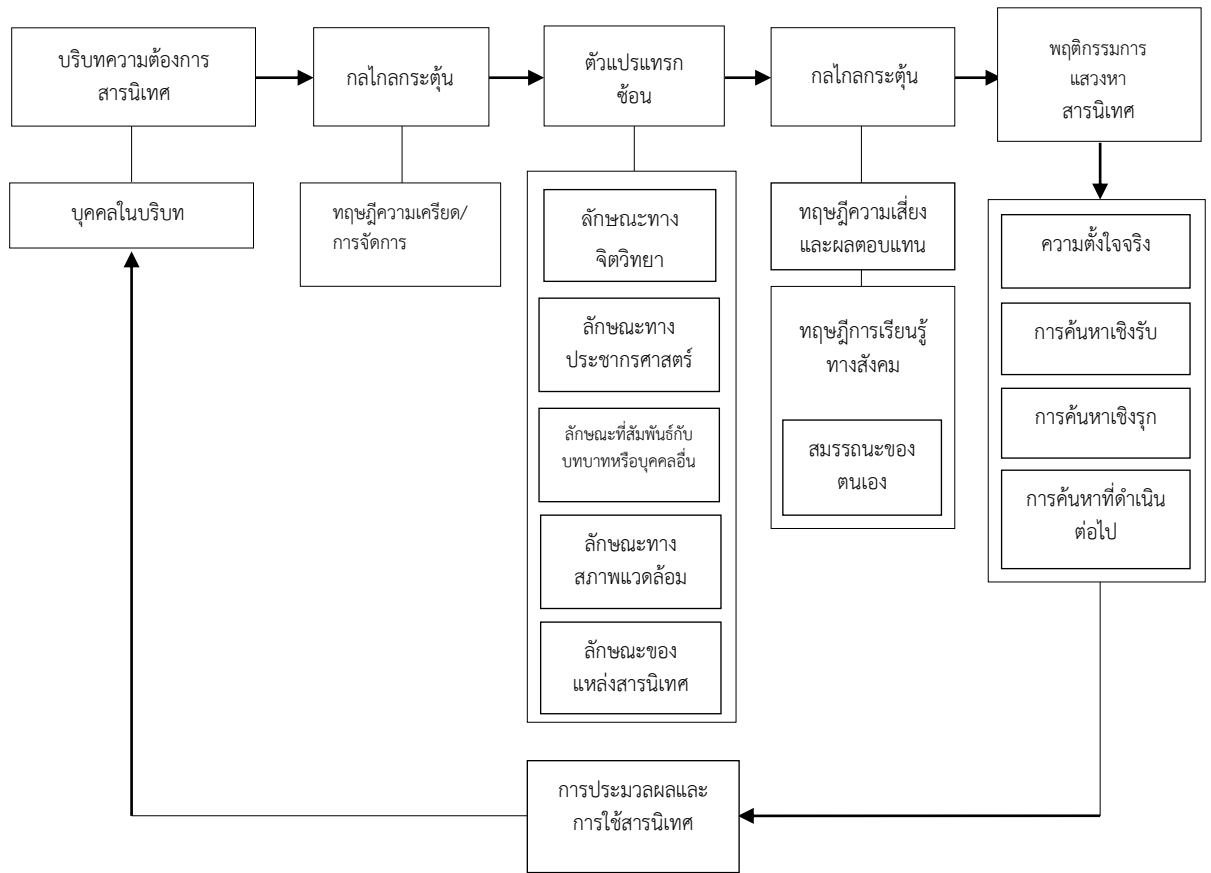 บริบทความต้องการ
สารนิเทศ
กลไกลกระตุ้น
ตัวแปรแทรก
ซ้อน
กลไกลกระตุ้น
พฤติกรรมการ
แสวงหา
สารนิเทศ
บุคคลในบริบท
ทฤษฎีความเครียด/
การจัดการ
ลักษณะทาง
จิตวิทยา
ลักษณะทาง
ประชากรศาสตร์
ลักษณะที่สัมพันธ์กับ
บทบาทหรือบุคคลอื่น
ลักษณะทาง
สภาพแวดล้อม
ลักษณะของ
แหล่งสารนิเทศ
ทฤษฎีความเสี่ยง
และผลตอบแทน
ทฤษฎีการเรียนรู้
ทางสังคม
สมรรถนะของ
ตนเอง
ความตั้งใจจริง
การค้นหาเชิงรับ
การค้นหาเชิงรุก
การค้นหาที่ดำเนิน
ต่อไป
การประมวลผลและ
การใช้สารนิเทศ